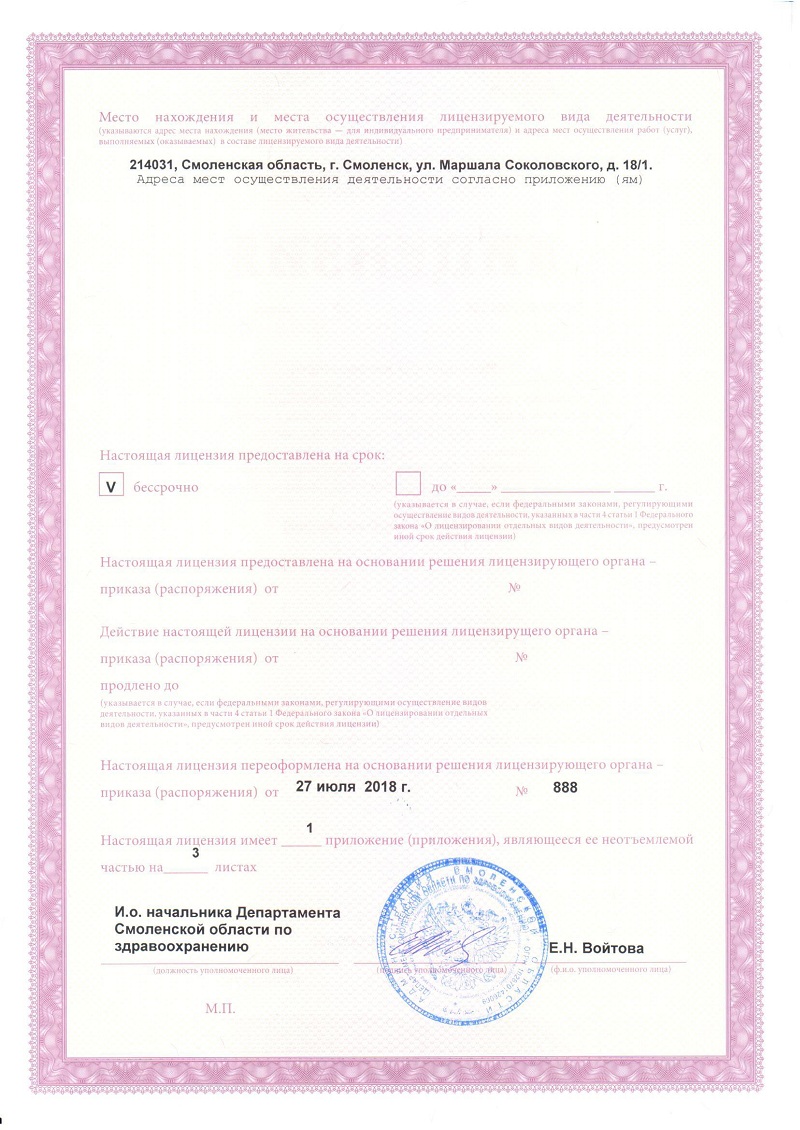 Место нахождения и места осуществления лицензируемого вида деятельности
(указываются адрес места нахождения (место жительства — для индивидуального предпринимателя) и адреса мест осуществления работ (услуг),
выполняемых (оказываемых) в составе лицензируемого вида деятельности)
214031, Смоленская область, г. Смоленск, ул. Маршала Соколовского, д. 18/1.
Адреса мест осуществления деятельности согласно приложению (ям)
Настоящая лицензия предоставлена на срок:
V бессрочно
до «_____» ________________ ______ г.
(указывается в случае, если федеральными законами, регулирующими
осуществление видов деятельности, указанных в части 4 статьи 1 Федерального
закона «О лицензировании отдельных видов деятельности», предусмотрен
иной срок действия лицензии)
Настоящая лицензия предоставлена на основании решения лицензирующего органа –
приказа (распоряжения) от №
Действие настоящей лицензии на основании решения лицензирущего органа –
приказа (распоряжения) от №
продлено до
(указывается в случае, если федеральными законами, регулирующими осуществление видов
деятельности, указанных в части 4 статьи 1 Федерального закона «О лицензировании отдельных
видов деятельности», предусмотрен иной срок действия лицензии)
Настоящая лицензия переоформлена на основании решения лицензирующего органа –
приказа (распоряжения) от 27 июля 2018 г. № 888
Настоящая лицензия имеет 1 приложение (приложения), являющееся ее неотъемлемой
частью на 3 листах
И.о. начальника Департамента
Смоленской области по
здравоохранению
Е.Н. Войтова
(должность уполномоченного лица)
(подпись уполномоченного лица)
(ф.и.о. уполномоченного лица)
М.П.